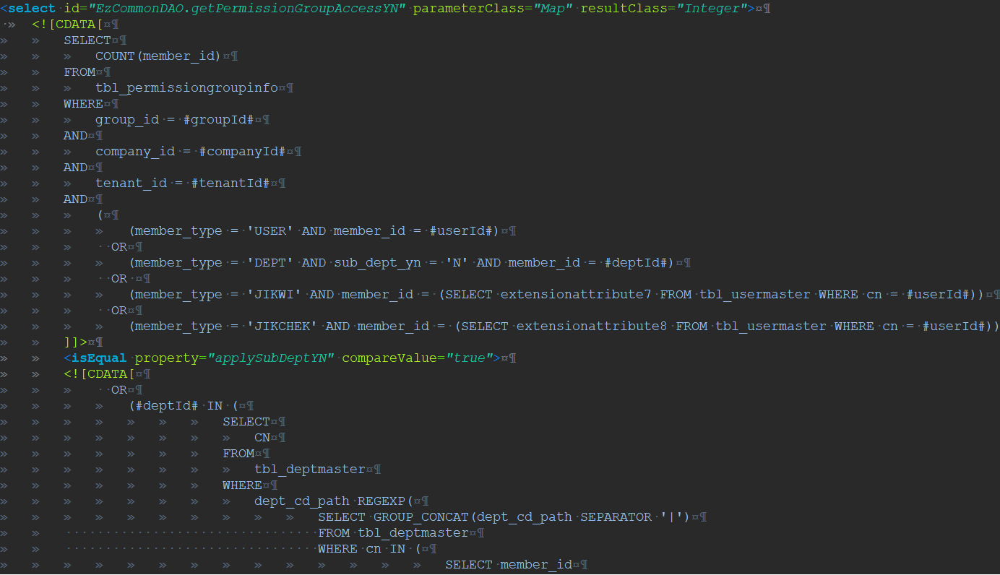 <select id="EzCommonDAO.getPermissionGroupAccessYN" parameterClass="Map" resultClass="Integer">
<![CDATA[
SELECT
COUNT(member_id)
FROM
tbl_permissiongroupinfo
WHERE
group_id = #groupId#
AND
company_id = #companyId#
AND
tenant_id = #tenantId#
AND
(
(member_type = 'USER' AND member_id = #userId#)
OR
(member_type = 'DEPT' AND sub_dept_yn = 'N' AND member_id = #deptId#)
OR
(member_type = 'JIKWI' AND member_id = (SELECT extensionattribute7 FROM tbl_usermaster WHERE cn = #userId#))
OR
(member_type = 'JIKCHEK' AND member_id = (SELECT extensionattribute8 FROM tbl_usermaster WHERE cn = #userId#))
]]>
<isEqual property="applySubDeptYN" compareValue="true">
<![CDATA[
OR
(#deptId# IN (
SELECT
CN
FROM
tbl_deptmaster
WHERE
dept_cd_path REGEXP(
SELECT GROUP_CONCAT(dept_cd_path SEPARATOR '|')
FROM tbl_deptmaster
WHERE cn IN (
SELECT member_id